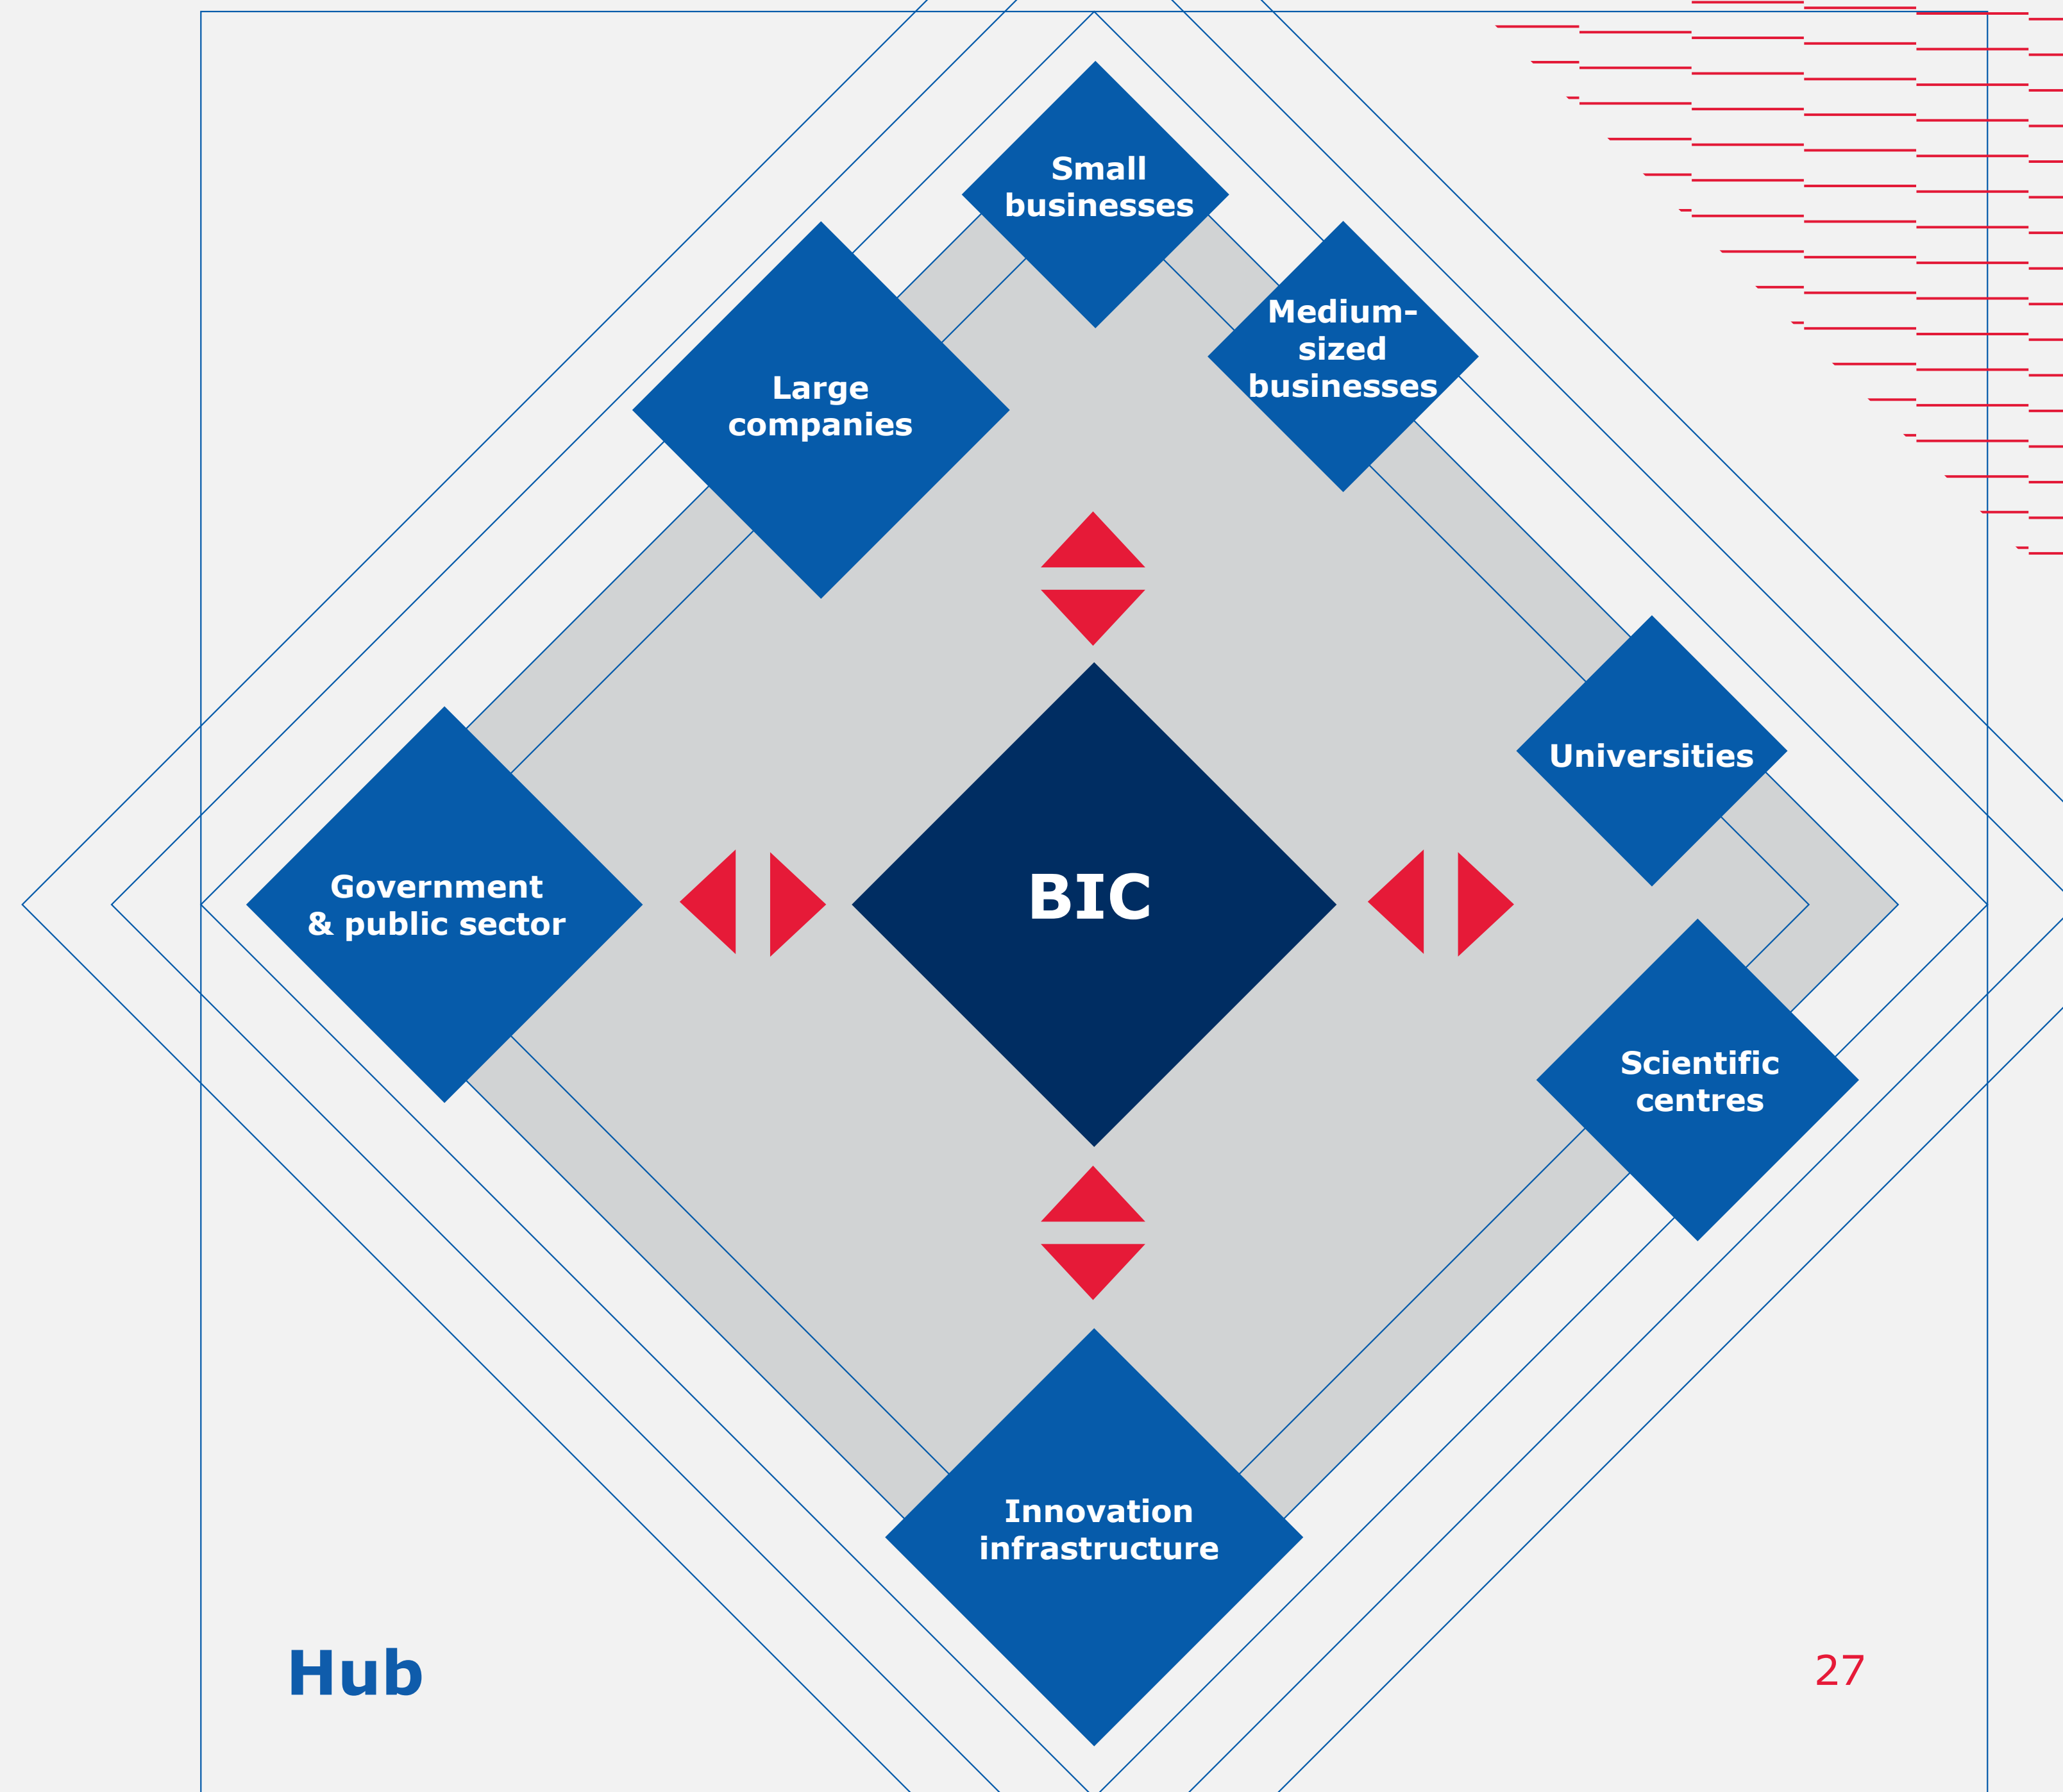 Small
businesses
Medium-
sized
businesses
Large
companies
Universities
Government
& public sector
BIC
Scientific
centres
Innovation
infrastructure
Hub
27